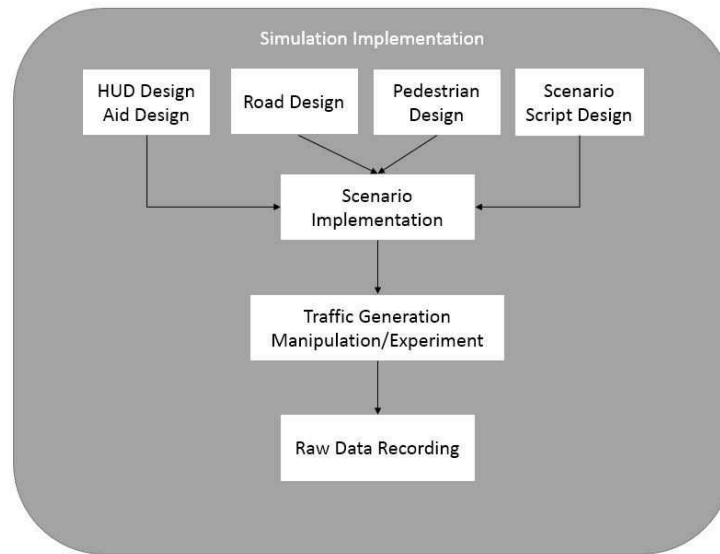 Simulation Implementation
HUD Design
Aid Design
Road Design
Pedestrian
Design
Scenario
Script Design
Scenario
Implementation
Traffic Generation
Manipulation/Experiment
Raw Data Recording